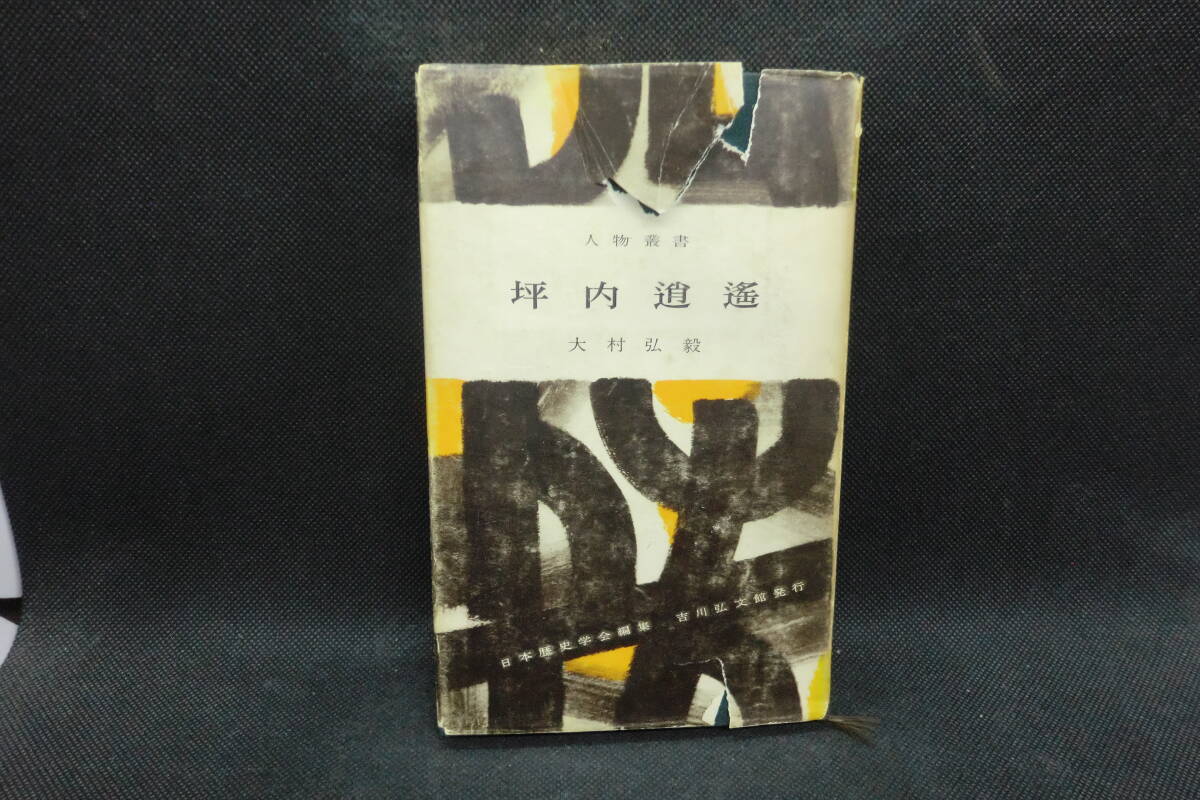 人物叢書
坪内逍遙
大村弘毅
日本歴史学会編集 吉川弘文館発行